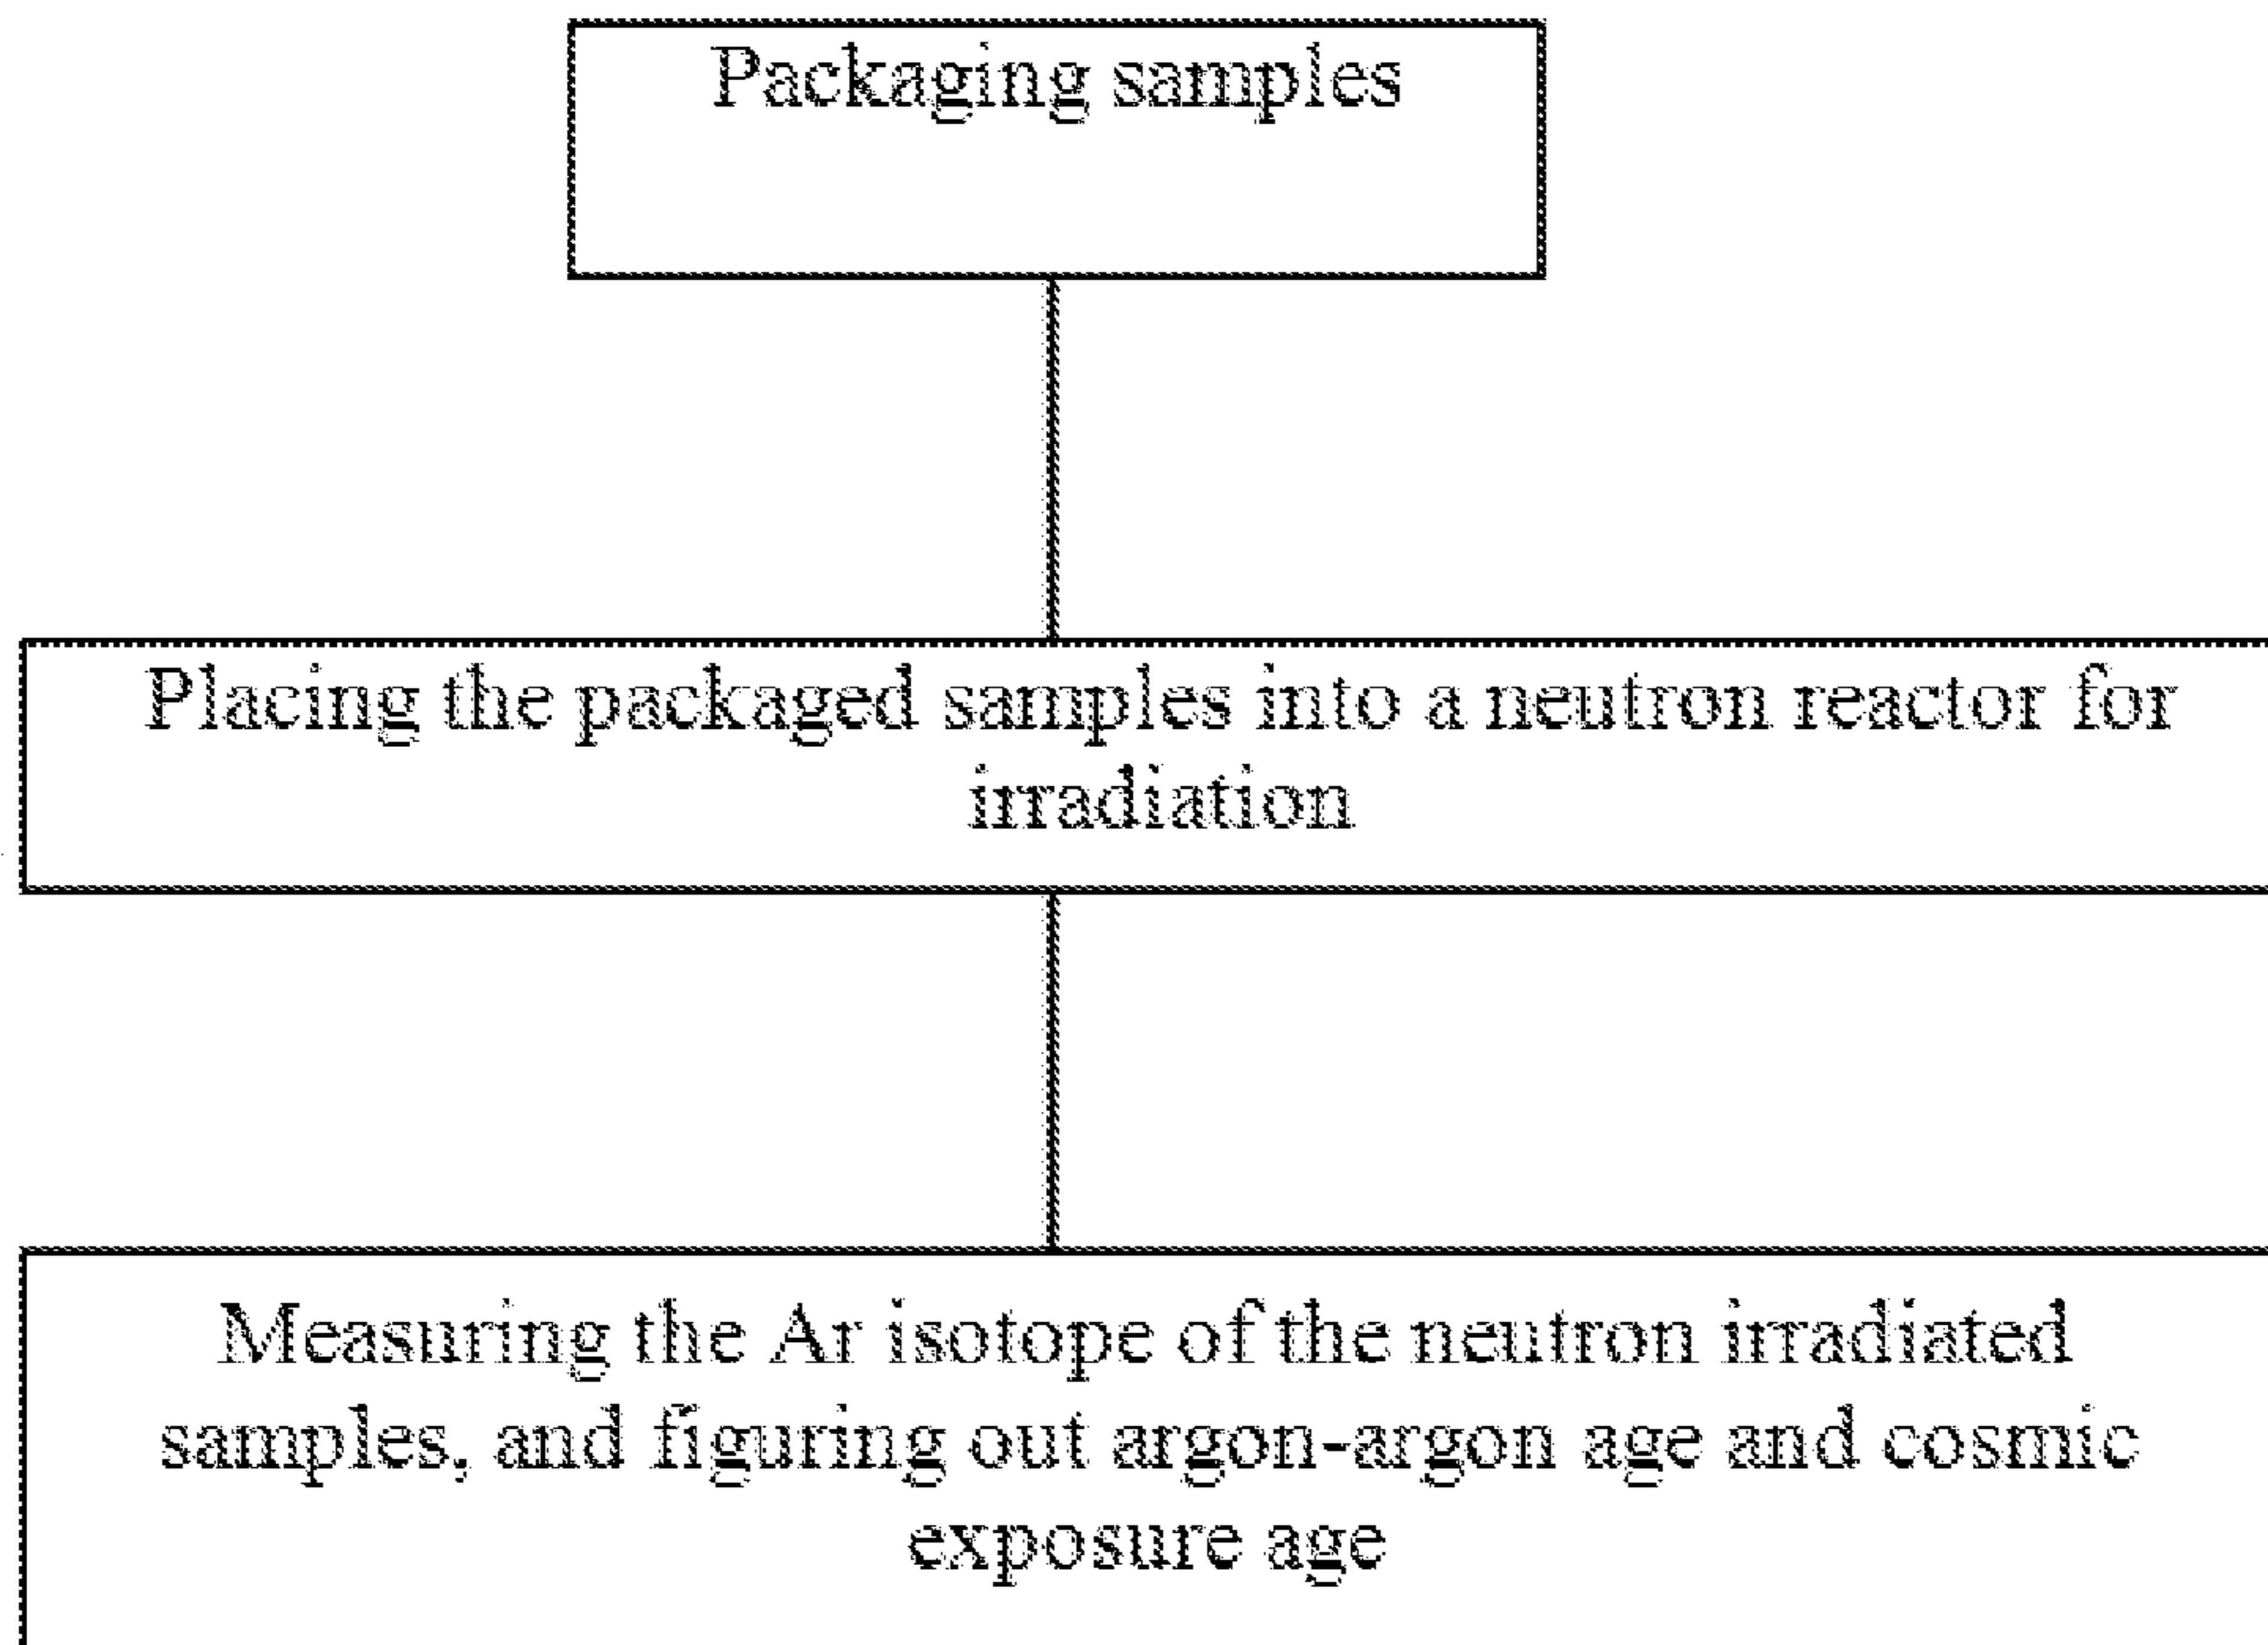 Packaging samples
Placing the packaged samples into a neutron reactor for
irradiation
Measuring the Ar isotope of the neutron irradiated
samples, and figuring out argon-argon age and cosmic
exposure age